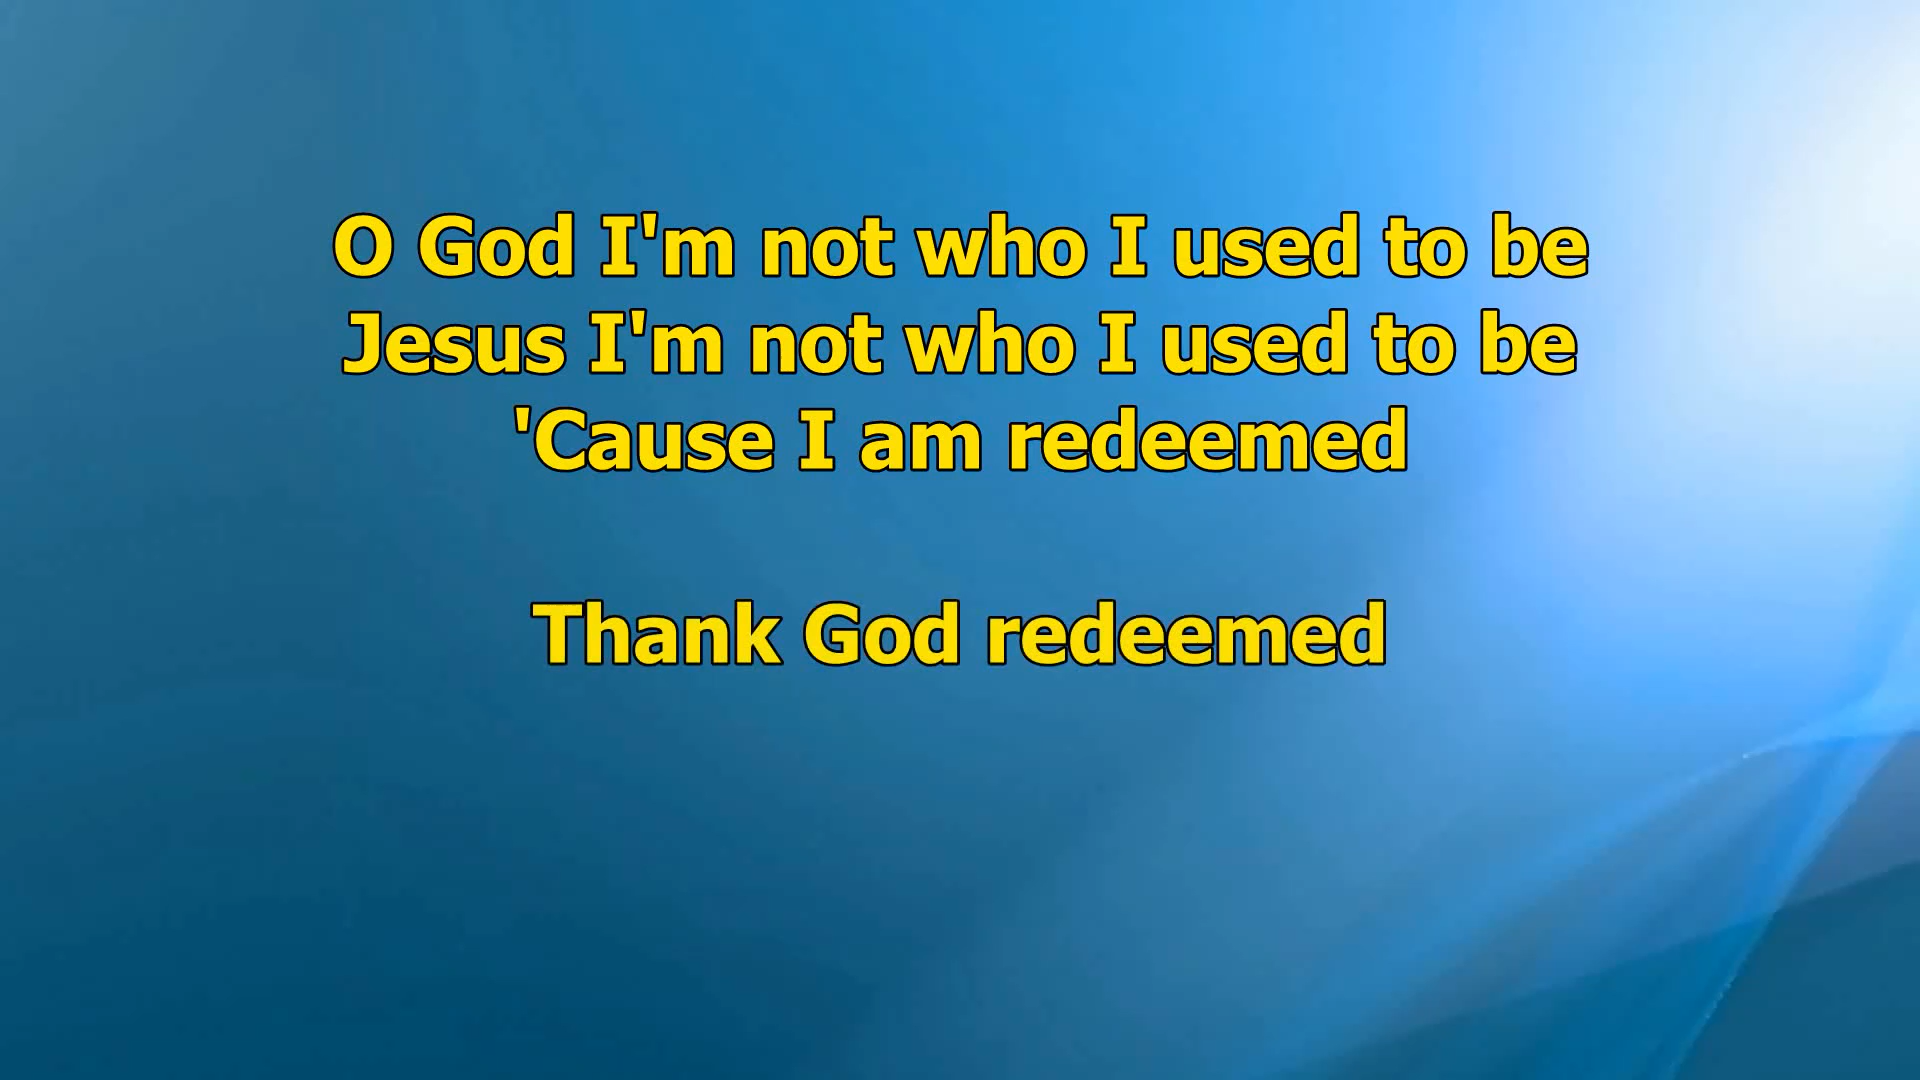 O God I'm not who I used to be
Jesus I'm not who I used to be
'Cause I am redeemed
Thank God redeemed